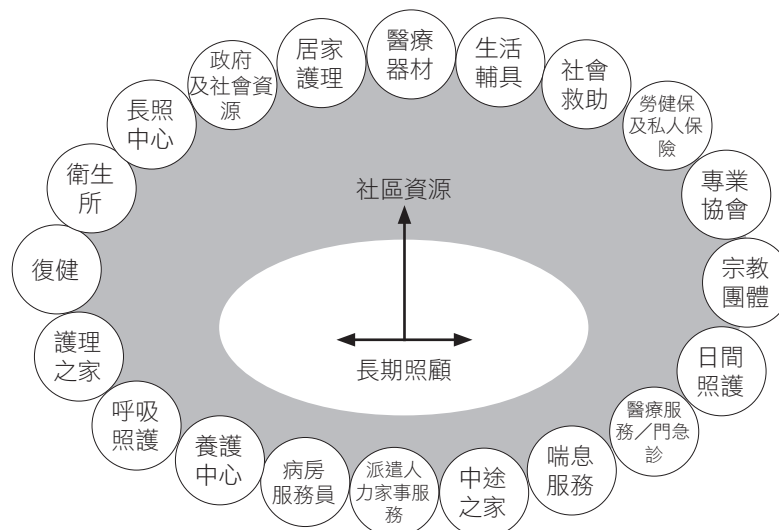 醫療
器材
生活
輔具
社會
救助
勞健保
及私人保
險
專業
協會
宗教
團體
日間
照護
醫療服
務／門急
診
喘息
服務
中途
之家
派遣人
力家事服
務
病房
服務員
養護
中心
呼吸
照護
護理
之家
復健
衛生
所
長照
中心
政府
及社會資
源
居家
護理
社區資源
長期照顧